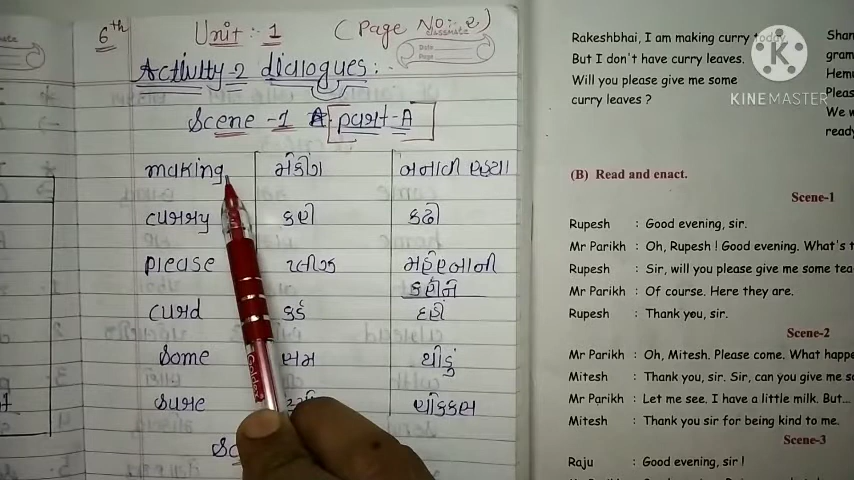 6th Unit :- 1 (Page No:- 2)
CLASSMATE
Date
Page
Activity-2 dialogues:-
Scene -1 Part-A
making મેકીંગ બનાવી રહ્યા
curry કરી કઢી
please પ્લીઝ મહેરબાની કરીને
curd કર્ડ દહીં
Some સમ થોડું
sure ચોક્કસ
Rakeshbhai, I am making curry today.
But I don't have curry leaves.
Will you please give me some
curry leaves ?
KINEMASTER
(B) Read and enact.
Scene-1
Rupesh : Good evening, sir.
Mr Parikh : Oh, Rupesh ! Good evening. What's
Rupesh : Sir, will you please give me some tea
Mr Parikh : Of course. Here they are.
Rupesh : Thank you, sir.
Scene-2
Mr Parikh : Oh, Mitesh. Please come. What
Mitesh : Thank you, sir. Sir, can you give me
Mr Parikh : Let me see. I have a little milk. But...
Mitesh : Thank you sir for being kind to me.
Scene-3
Raju : Good evening, sir !